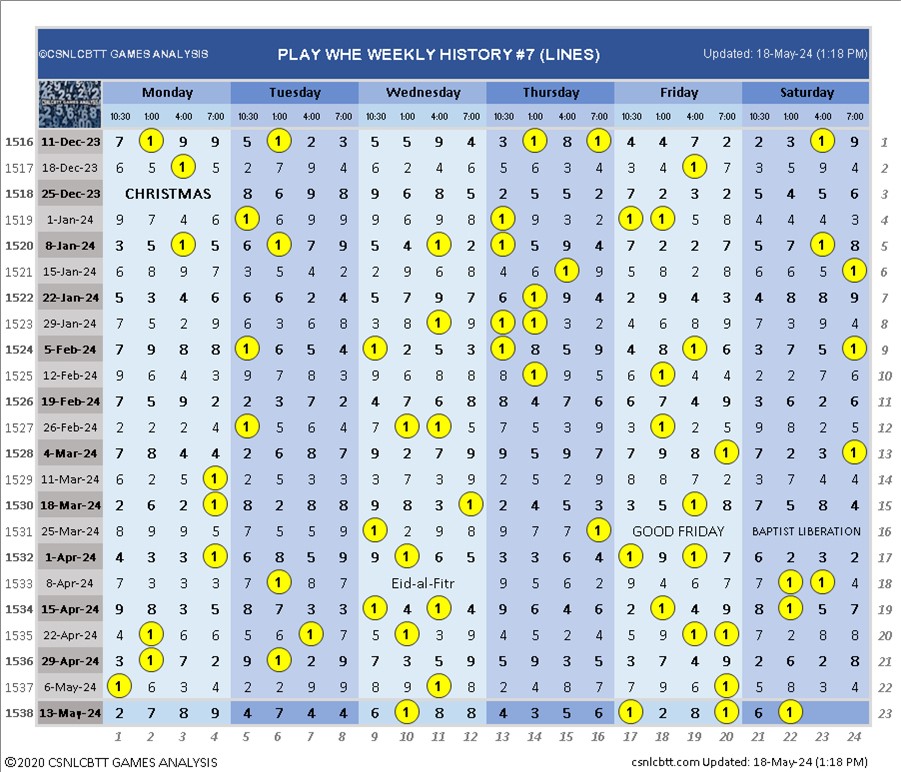 ©CSNLCBTT GAMES ANALYSIS PLAY WHE WEEKLY HISTORY #7 (LINES) Updated: 18-May-24 (1:18 PM)
Monday Tuesday Wednesday Thursday Friday Saturday
10:30 1:00 4:00 7:00 10:30 1:00 4:00 7:00 10:30 1:00 4:00 7:00 10:30 1:00 4:00 7:00 10:30 1:00 4:00 7:00 10:30 1:00 4:00 7:00
1516 11-Dec-23 7 1 9 9 5 1 2 3 5 5 9 4 3 1 8 1 4 4 7 2 2 3 1 9 1
1517 18-Dec-23 6 5 1 5 2 7 9 4 6 2 4 6 5 6 3 4 3 4 1 7 3 5 9 4 2
1518 25-Dec-23 CHRISTMAS 8 6 9 8 9 6 8 5 2 5 5 2 7 2 3 2 5 4 5 6 3
1519 1-Jan-24 9 7 4 6 1 6 9 9 9 6 9 8 1 9 3 2 1 1 5 8 4 4 4 3 4
1520 8-Jan-24 3 5 1 5 6 1 7 9 5 4 1 2 1 5 9 4 7 2 2 7 5 7 1 8 5
1521 15-Jan-24 6 8 9 7 3 5 4 2 2 9 6 8 4 6 1 9 5 8 2 8 6 6 5 1 6
1522 22-Jan-24 5 3 4 6 6 6 2 4 5 7 9 7 6 1 9 4 2 9 4 3 4 8 8 9 7
1523 29-Jan-24 7 5 2 9 6 3 6 8 3 8 1 9 1 1 3 2 4 6 8 9 7 3 9 4 8
1524 5-Feb-24 7 9 8 8 1 6 5 4 1 2 5 3 1 8 5 9 4 8 1 6 3 7 5 1 9
1525 12-Feb-24 9 6 4 3 9 7 8 3 9 6 8 8 8 1 9 5 6 1 4 4 2 2 7 6 10
1526 19-Feb-24 7 5 9 2 2 3 7 2 4 7 6 8 8 4 7 6 6 7 4 9 3 6 2 6 11
1527 26-Feb-24 2 2 2 4 1 5 6 4 7 1 1 5 7 5 3 9 3 1 2 5 9 8 2 5 12
1528 4-Mar-24 7 8 4 4 2 6 8 7 9 2 7 9 9 5 9 7 7 9 8 1 7 2 3 1 13
1529 11-Mar-24 6 2 5 1 9 5 3 3 3 7 3 9 2 5 2 9 8 8 7 2 3 7 4 4 14
1530 18-Mar-24 2 6 2 1 8 2 8 8 9 8 3 1 2 4 5 3 3 5 1 8 7 5 8 4 15
1531 25-Mar-24 8 9 9 5 7 5 5 9 1 2 9 8 9 7 7 1 GOOD FRIDAY BAPTIST LIBERATION 16
1532 1-Apr-24 4 3 3 1 6 8 5 9 9 1 6 5 3 3 6 4 1 9 1 7 6 2 3 2 17
1533 8-Apr-24 7 3 3 3 7 1 8 7 Eid-al-Fitr 9 5 6 2 9 4 6 7 7 1 1 4 18
1534 15-Apr-24 9 8 3 5 8 7 3 3 1 4 1 4 9 6 4 6 2 1 4 9 8 1 5 7 19
1535 22-Apr-24 4 1 6 6 5 6 1 7 5 1 3 9 4 5 2 4 5 9 1 1 7 2 8 8 20
1536 29-Apr-24 3 1 7 2 9 1 2 9 7 3 5 9 5 9 3 5 3 7 4 9 2 6 2 8 21
1537 6-May-24 1 6 3 4 2 2 9 9 8 9 1 8 2 4 8 7 7 9 6 1 5 8 3 4 22
1538 13-May-24 2 7 8 9 4 7 4 4 6 1 8 8 4 3 5 6 1 2 8 1 6 1 23
1 2 3 4 5 6 7 8 9 10 11 12 13 14 15 16 17 18 19 20 21 22 23 24
©2020 CSNLCBTT GAMES ANALYSIS csnlcbtt.com Updated: 18-May-24 (1:18 PM)